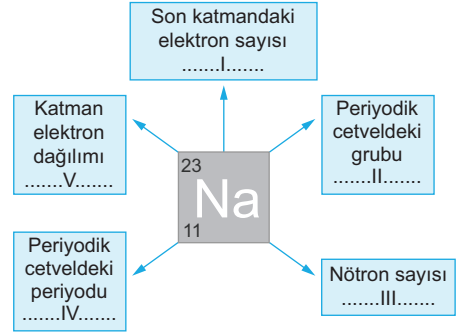 Son katmandaki
elektron sayısı
.......I.......
Katman
elektron
dağılımı
.......V.......
Periyodik
cetveldeki
grubu
.......II.......
23
Na
11
Periyodik
cetveldeki
periyodu
.......IV.......
Nötron sayısı
.......III.......